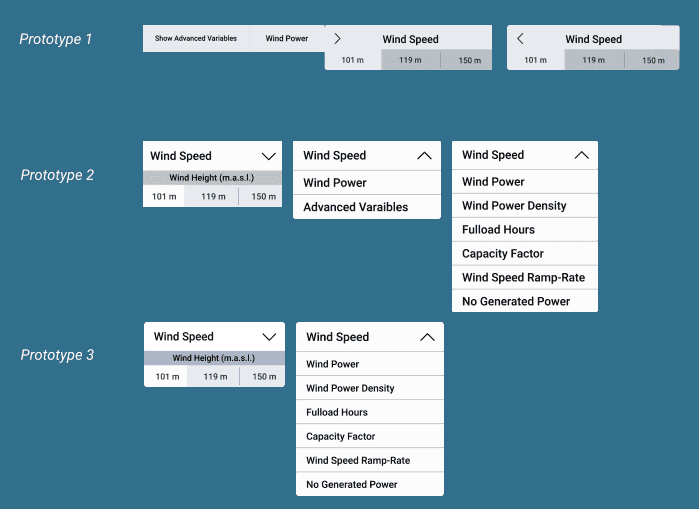 Prototype 1
Show Advanced Variables Wind Power Wind Speed
101 m 119 m 150 m
Wind Speed
101 m 119 m 150 m
Prototype 2
Wind Speed
Wind Height (m.a.s.l.)
101 m 119 m 150 m
Wind Speed
Wind Power
Advanced Varaibles
Wind Speed
Wind Power
Wind Power Density
Fulload Hours
Capacity Factor
Wind Speed Ramp-Rate
No Generated Power
Prototype 3
Wind Speed
Wind Height (m.a.s.l.)
101 m 119 m 150 m
Wind Speed
Wind Power
Wind Power Density
Fulload Hours
Capacity Factor
Wind Speed Ramp-Rate
No Generated Power